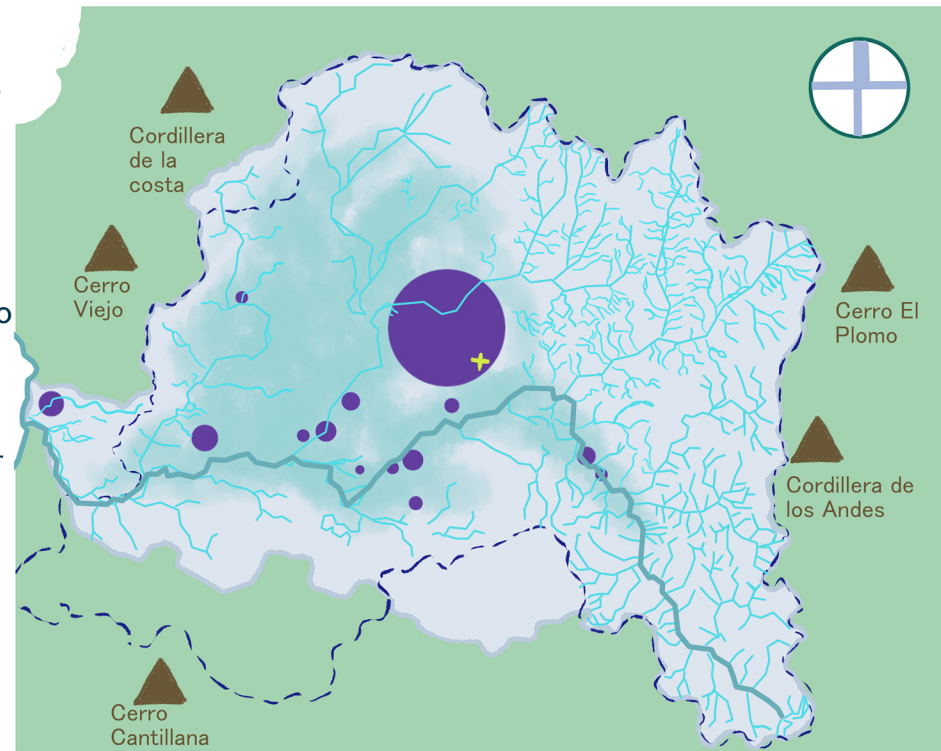 Cordillera
de la
costa
Cerro
Viejo
o
Cerro El
Plomo
Cordillera de
los Andes
Cerro
Cantillana